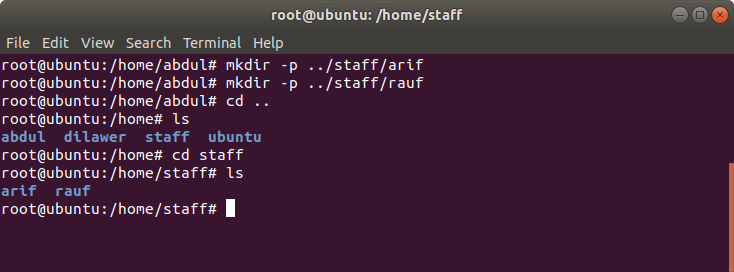 root@ubuntu: /home/staff
File Edit View Search Terminal Help
root@ubuntu:/home/abdul# mkdir -p ../staff/arif
root@ubuntu:/home/abdul# mkdir -p ../staff/rauf
root@ubuntu:/home/abdul# cd ..
root@ubuntu:/home# ls
abdul  dilawer  staff  ubuntu
root@ubuntu:/home# cd staff
root@ubuntu:/home/staff# ls
arif  rauf
root@ubuntu:/home/staff#